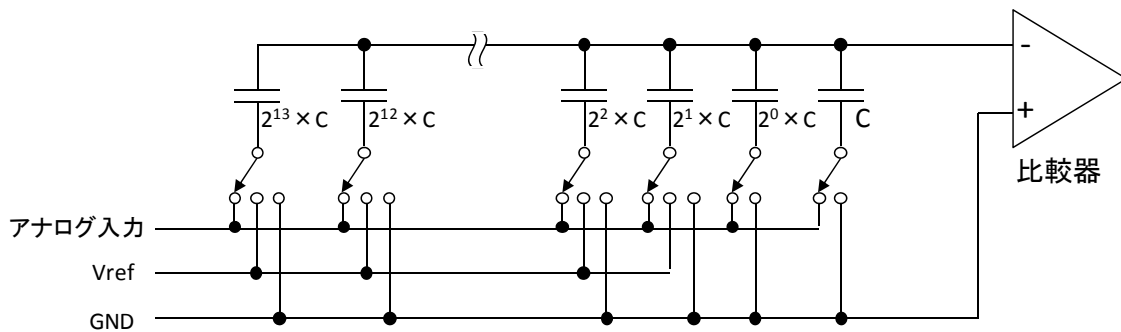 -
2¹³ × C
2¹² × C
2² × C
2¹ × C
2⁰ × C
C
+
比較器
アナログ入力
Vref
GND